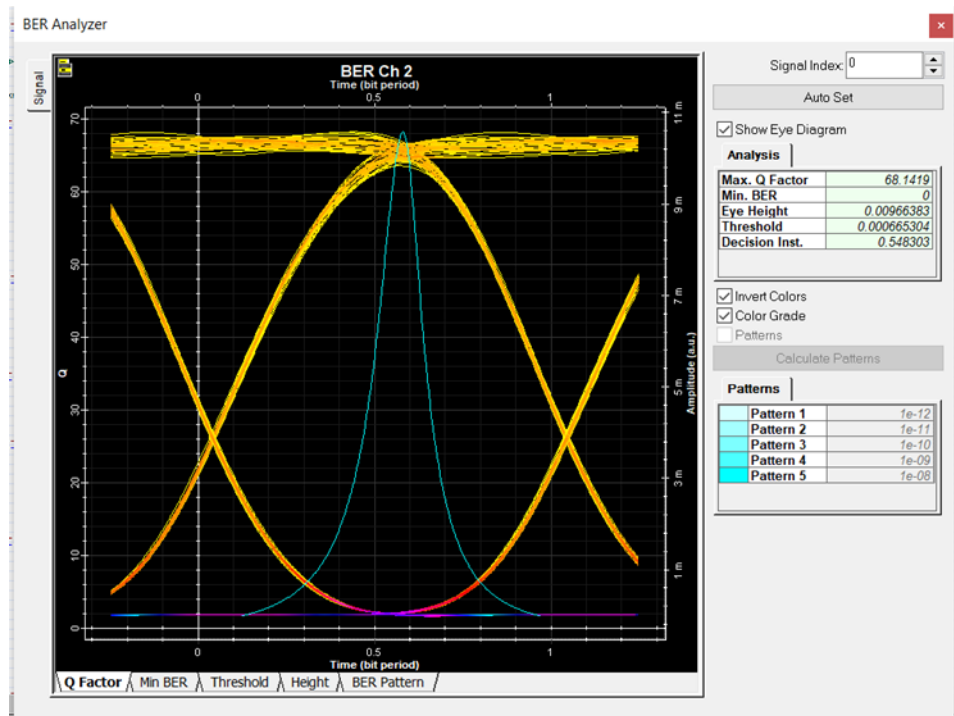 BER Analyzer
Signal
BER Ch 2
Time (bit period)
0 0.5 1
70
60
50
40
30
20
10
0
Q
11 m
9 m
7 m
5 m
3 m
1 m
Amplitude (a.u.)
0 0.5 1
Time (bit period)
Q Factor Min BER Threshold Height BER Pattern
Signal Index: 0
Auto Set
Show Eye Diagram
Analysis
Max. Q Factor 68.1419
Min. BER 0
Eye Height 0.00966383
Threshold 0.000665304
Decision Inst. 0.548303
Invert Colors
Color Grade
Patterns
Calculate Patterns
Patterns
Pattern 1 1e-12
Pattern 2 1e-11
Pattern 3 1e-10
Pattern 4 1e-09
Pattern 5 1e-08